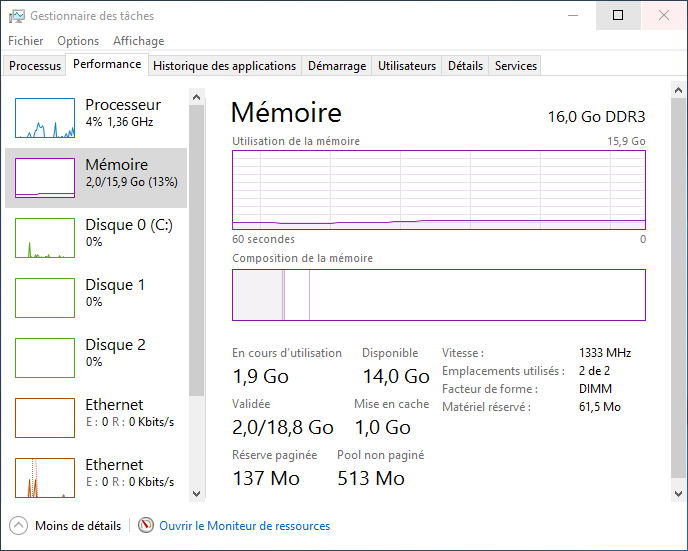 Gestionnaire des tâches
Fichier Options Affichage
Processus Performance Historique des applications Démarrage Utilisateurs Détails Services
Processeur
4% 1,36 GHz
Mémoire
2,0/15,9 Go (13%)
Disque 0 (C:)
0%
Disque 1
0%
Disque 2
0%
Ethernet
E : 0 R : 0 Kbits/s
Ethernet
E : 0 R : 0 Kbits/s
Mémoire 16,0 Go DDR3
Utilisation de la mémoire 15,9 Go
60 secondes 0
Composition de la mémoire
En cours d'utilisation Disponible
1,9 Go 14,0 Go
Validée Mise en cache
2,0/18,8 Go 1,0 Go
Réserve paginée Pool non paginé
137 Mo 513 Mo
Vitesse : 1333 MHz
Emplacements utilisés : 2 de 2
Facteur de forme : DIMM
Matériel réservé : 61,5 Mo
Moins de détails Ouvrir le Moniteur de ressources